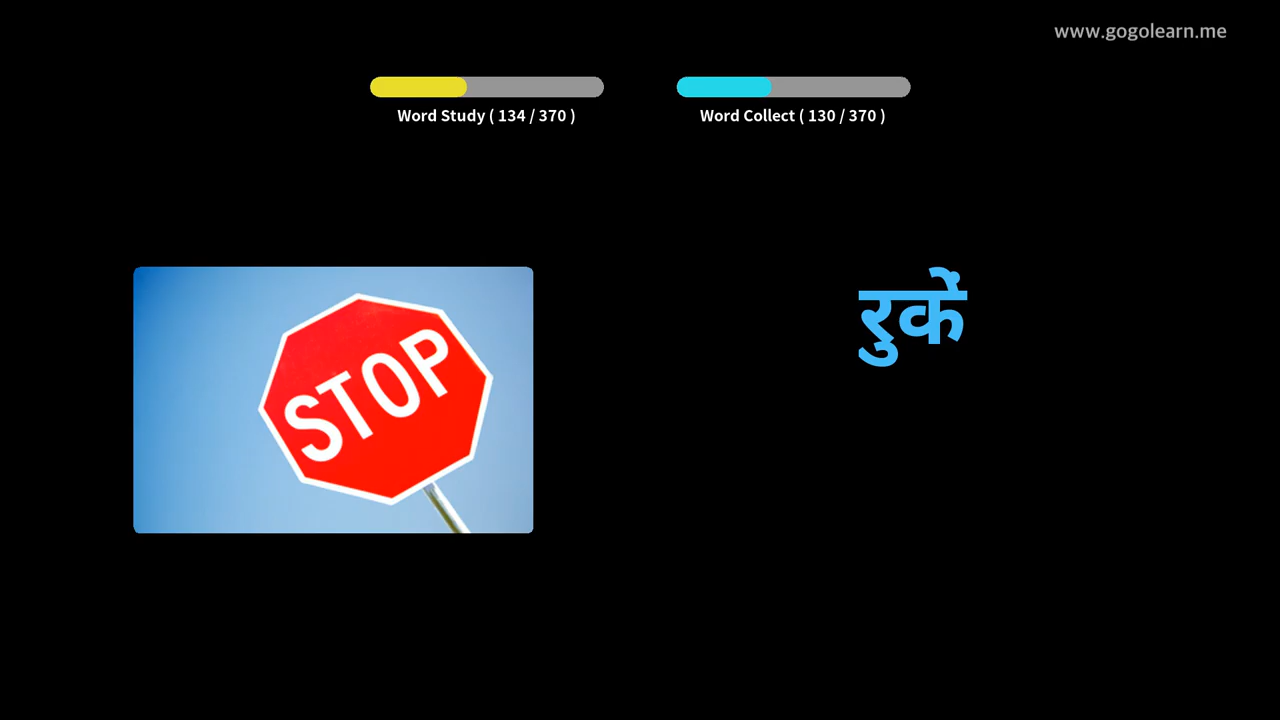 www.gogolearn.me
Word Study ( 134 / 370 )
Word Collect ( 130 / 370 )
STOP
रुकें